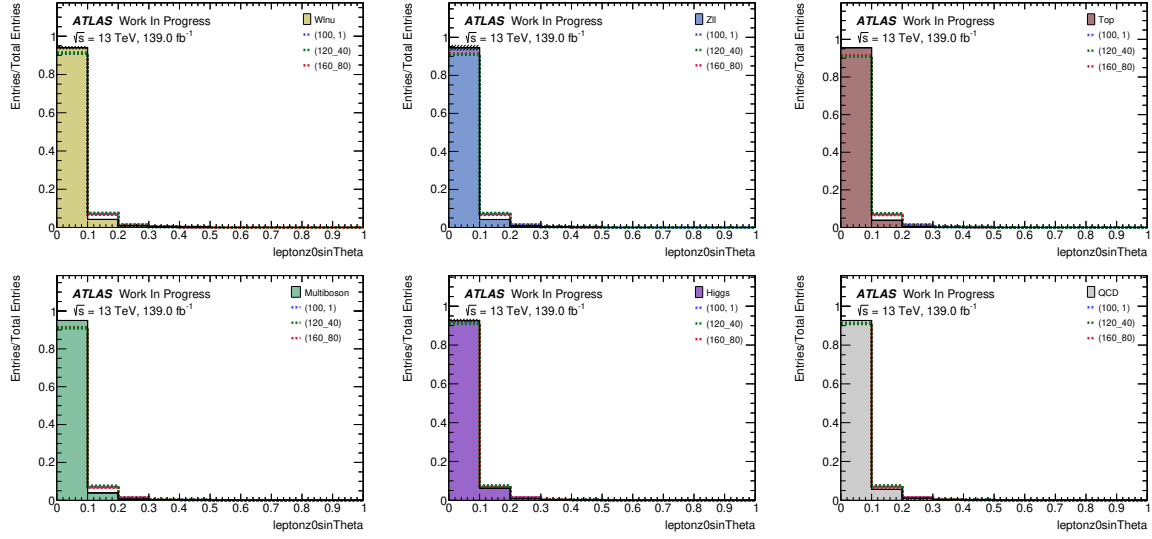 ATLAS Work In Progress
√s = 13 TeV, 139.0 fb⁻¹
Wlnu
(100, 1)
(120_40)
(160_80)
Entries/Total Entries
1
0.8
0.6
0.4
0.2
0
0 0.1 0.2 0.3 0.4 0.5 0.6 0.7 0.8 0.9 1
leptonz0sinTheta
ATLAS Work In Progress
√s = 13 TeV, 139.0 fb⁻¹
Zll
(100, 1)
(120_40)
(160_80)
Entries/Total Entries
1
0.8
0.6
0.4
0.2
0
0 0.1 0.2 0.3 0.4 0.5 0.6 0.7 0.8 0.9 1
leptonz0sinTheta
ATLAS Work In Progress
√s = 13 TeV, 139.0 fb⁻¹
Top
(100, 1)
(120_40)
(160_80)
Entries/Total Entries
1
0.8
0.6
0.4
0.2
0
0 0.1 0.2 0.3 0.4 0.5 0.6 0.7 0.8 0.9 1
leptonz0sinTheta
ATLAS Work In Progress
√s = 13 TeV, 139.0 fb⁻¹
Multiboson
(100, 1)
(120_40)
(160_80)
Entries/Total Entries
1
0.8
0.6
0.4
0.2
0
0 0.1 0.2 0.3 0.4 0.5 0.6 0.7 0.8 0.9 1
leptonz0sinTheta
ATLAS Work In Progress
√s = 13 TeV, 139.0 fb⁻¹
Higgs
(100, 1)
(120_40)
(160_80)
Entries/Total Entries
1
0.8
0.6
0.4
0.2
0
0 0.1 0.2 0.3 0.4 0.5 0.6 0.7 0.8 0.9 1
leptonz0sinTheta
ATLAS Work In Progress
√s = 13 TeV, 139.0 fb⁻¹
QCD
(100, 1)
(120_40)
(160_80)
Entries/Total Entries
1
0.8
0.6
0.4
0.2
0
0 0.1 0.2 0.3 0.4 0.5 0.6 0.7 0.8 0.9 1
leptonz0sinTheta